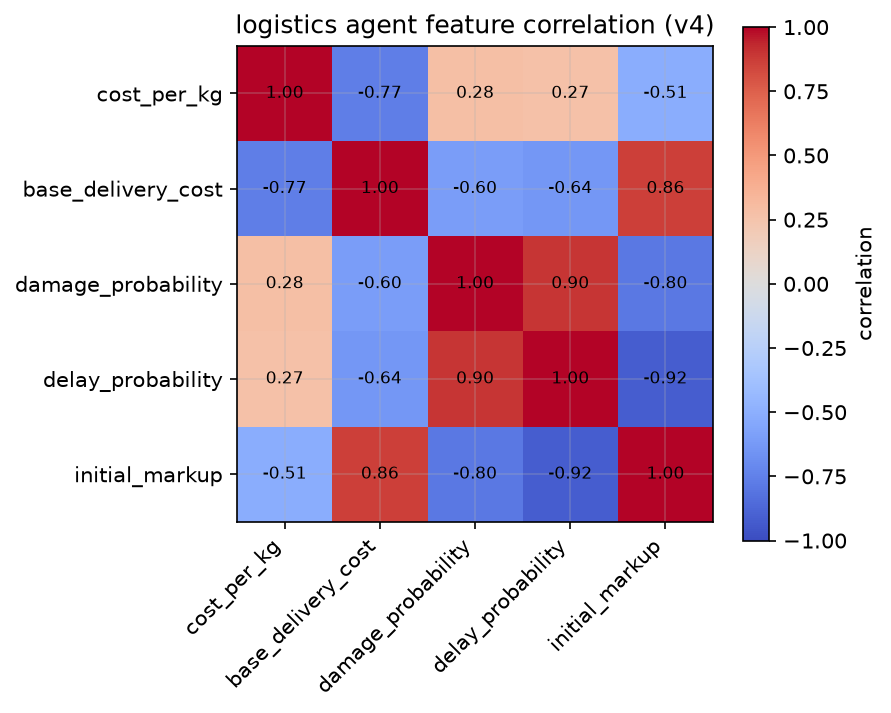 logistics agent feature correlation (v4)
cost_per_kg 1.00 -0.77 0.28 0.27 -0.51
base_delivery_cost -0.77 1.00 -0.60 -0.64 0.86
damage_probability 0.28 -0.60 1.00 0.90 -0.80
delay_probability 0.27 -0.64 0.90 1.00 -0.92
initial_markup -0.51 0.86 -0.80 -0.92 1.00
cost_per_kg
base_delivery_cost
damage_probability
delay_probability
initial_markup
1.00
0.75
0.50
0.25
0.00
−0.25
−0.50
−0.75
−1.00
correlation